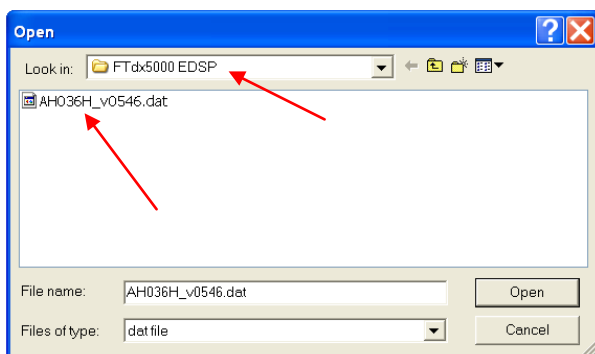 Open
Look in: FTdx5000 EDSP
AH036H_v0546.dat
File name: AH036H_v0546.dat Open
Files of type: dat file Cancel